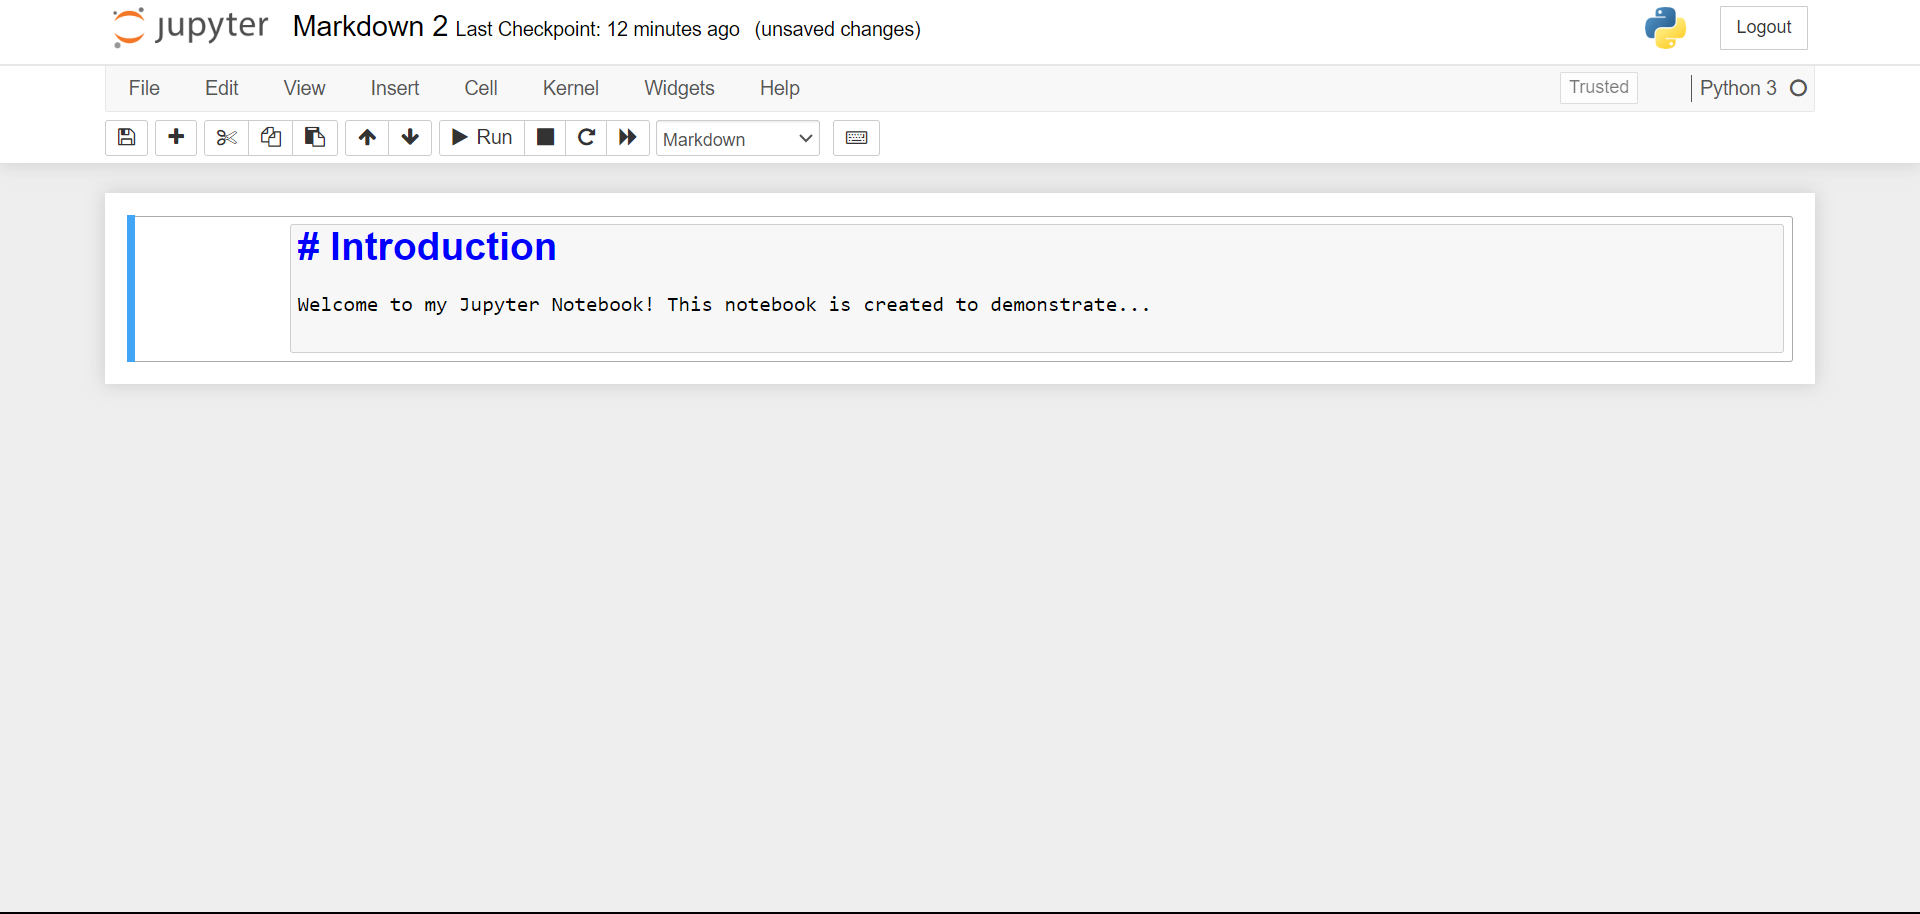 jupyter Markdown 2 Last Checkpoint: 12 minutes ago (unsaved changes) Logout
File Edit View Insert Cell Kernel Widgets Help Trusted Python 3
Run Markdown
# Introduction
Welcome to my Jupyter Notebook! This notebook is created to demonstrate...